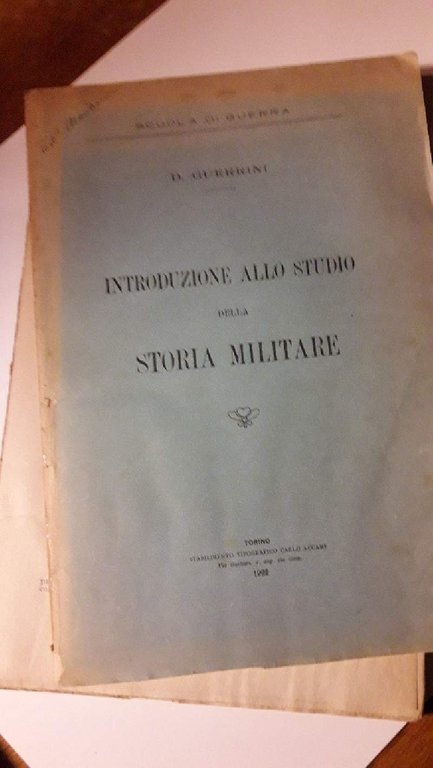 SCUOLA DI GUERRA
D. GUERRINI
INTRODUZIONE ALLO STUDIO
DELLA
STORIA MILITARE
TORINO
STABILIMENTO TIPOGRAFICO CARLO ACCAME